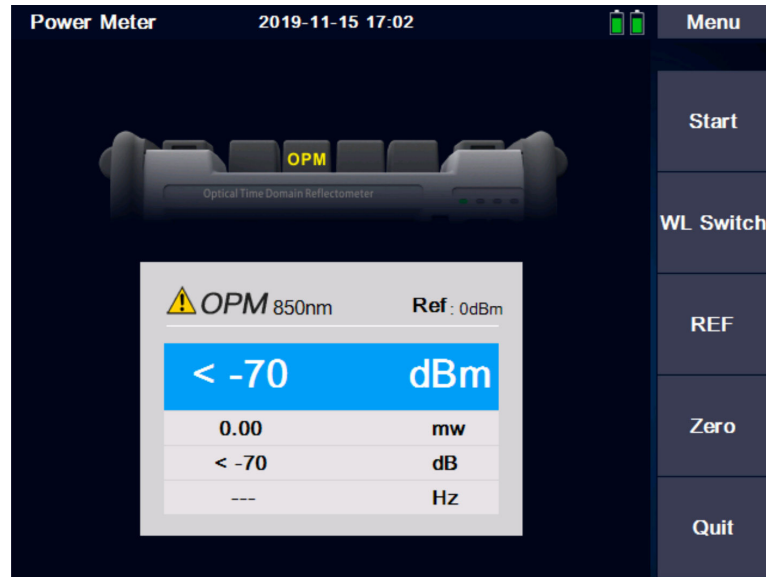 Power Meter 2019-11-15 17:02 Menu
Start
OPM
Optical Time Domain Reflectometer
WL Switch
OPM 850nm Ref : 0dBm
REF
< -70 dBm
0.00 mw
Zero
< -70 dB
--- Hz
Quit